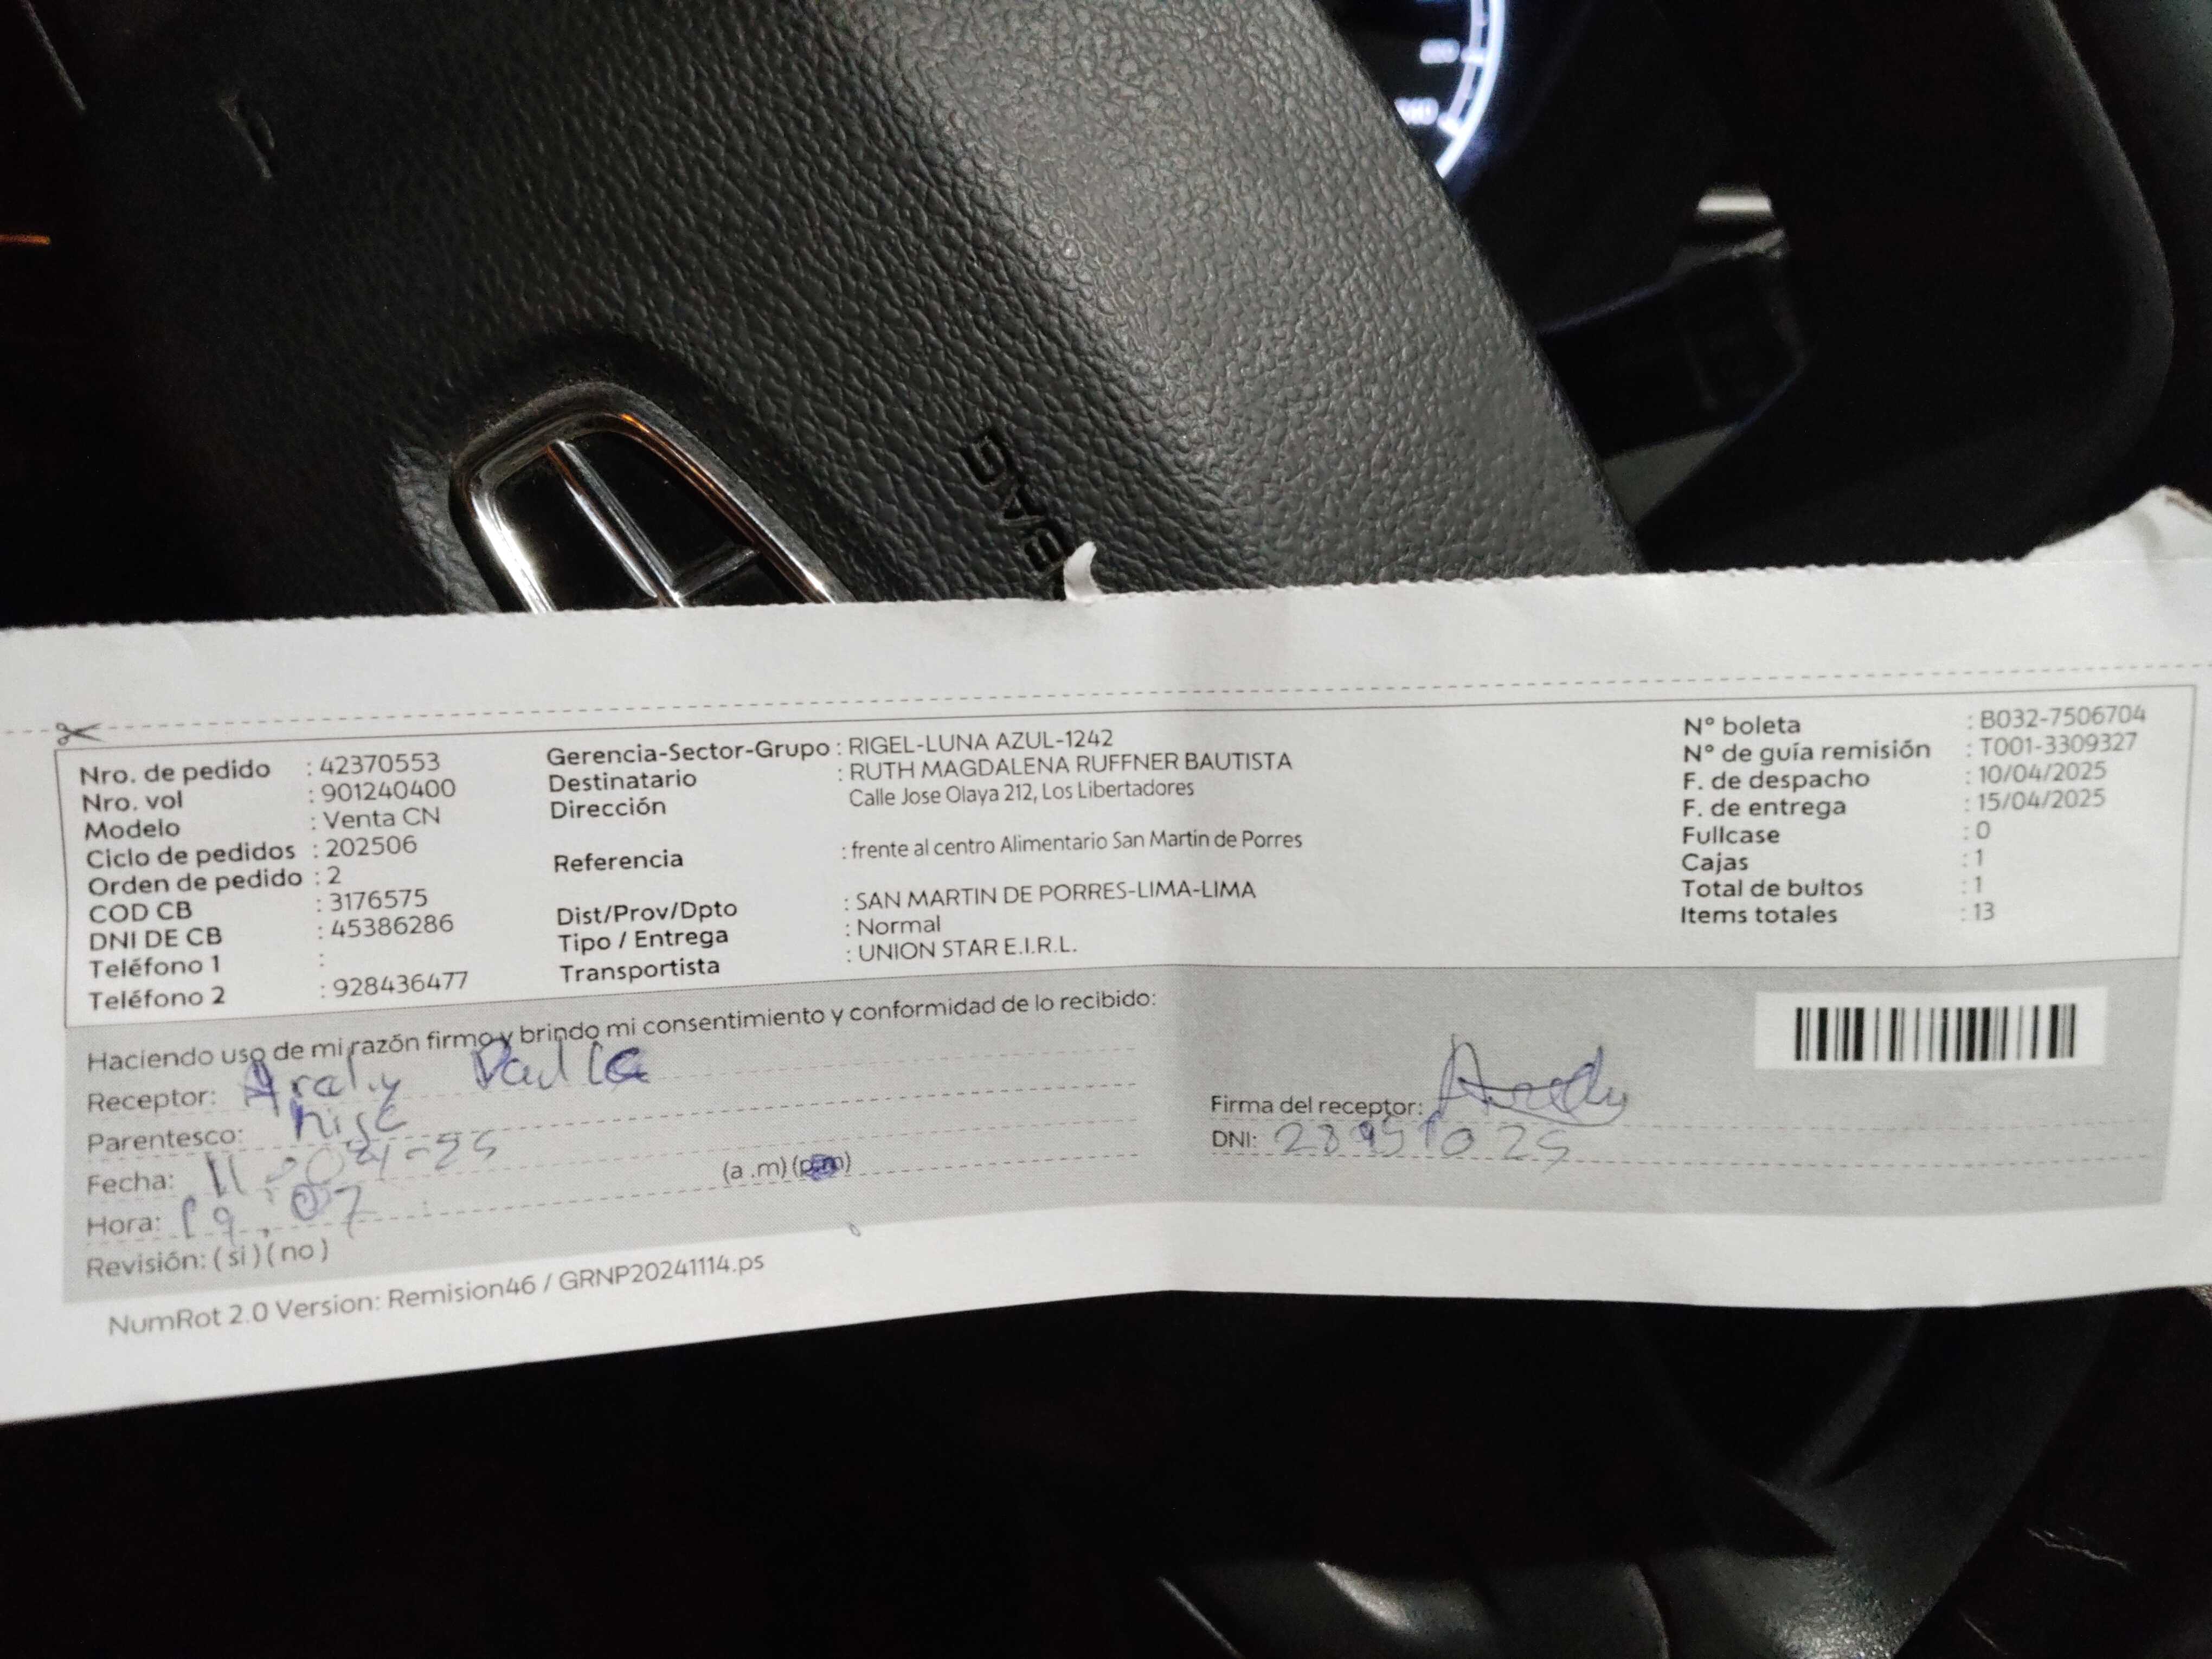 BAG
Nro. de pedido : 42370553
Nro. vol : 901240400
Modelo : Venta CN
Ciclo de pedidos : 202506
Orden de pedido : 2
COD CB : 3176575
DNI DE CB : 45386286
Teléfono 1 :
Teléfono 2 : 928436477
Gerencia-Sector-Grupo : RIGEL-LUNA AZUL-1242
Destinatario : RUTH MAGDALENA RUFFNER BAUTISTA
Dirección Calle Jose Olaya 212, Los Libertadores
Referencia : frente al centro Alimentario San Martin de Porres
Dist/Prov/Dpto : SAN MARTIN DE PORRES-LIMA-LIMA
Tipo / Entrega : Normal
Transportista : UNION STAR E.I.R.L.
N° boleta : B032-7506704
N° de guía remisión : T001-3309327
F. de despacho : 10/04/2025
F. de entrega : 15/04/2025
Fullcase : 0
Cajas : 1
Total de bultos : 1
Items totales : 13
Haciendo uso de mi razón firmo y brindo mi consentimiento y conformidad de lo recibido:
Receptor:
Parentesco:
Fecha: 11
Hora: 19:07 (a .m) (p.m)
Revisión: (si) (no)
Firma del receptor:
DNI:
NumRot 2.0 Version: Remision46 / GRNP20241114.ps